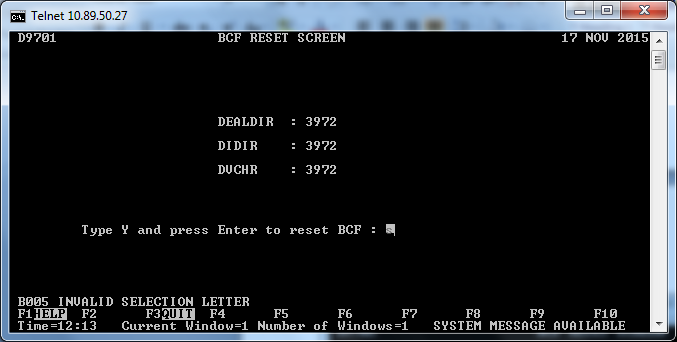 Telnet 10.89.50.27
D9701 BCF RESET SCREEN 17 NOV 2015
DEALDIR : 3972
DIDIR : 3972
DVCHR : 3972
Type Y and press Enter to reset BCF :
B005 INVALID SELECTION LETTER
F1HELP F2 F3QUIT F4 F5 F6 F7 F8 F9 F10
Time=12:13 Current Window=1 Number of Windows=1 SYSTEM MESSAGE AVAILABLE